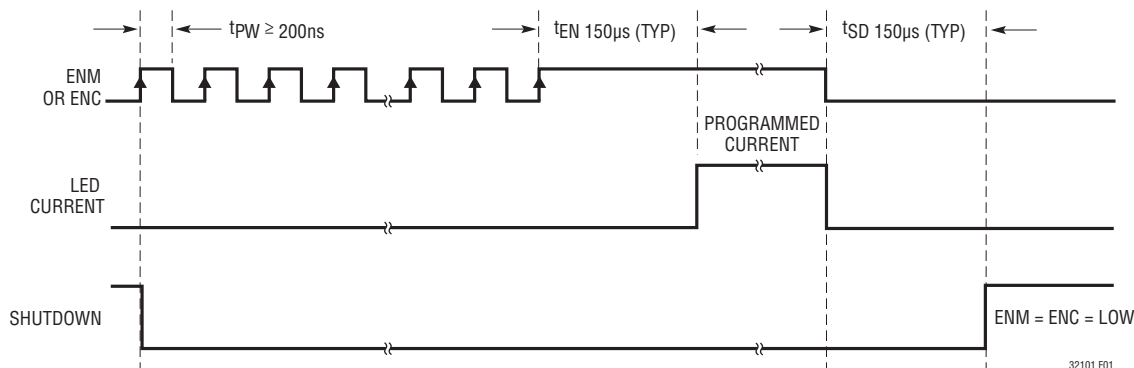 tPW ≥ 200ns
tEN 150µs (TYP)
tSD 150µs (TYP)
ENM
OR ENC
PROGRAMMED
CURRENT
LED
CURRENT
SHUTDOWN
ENM = ENC = LOW
32101 F01